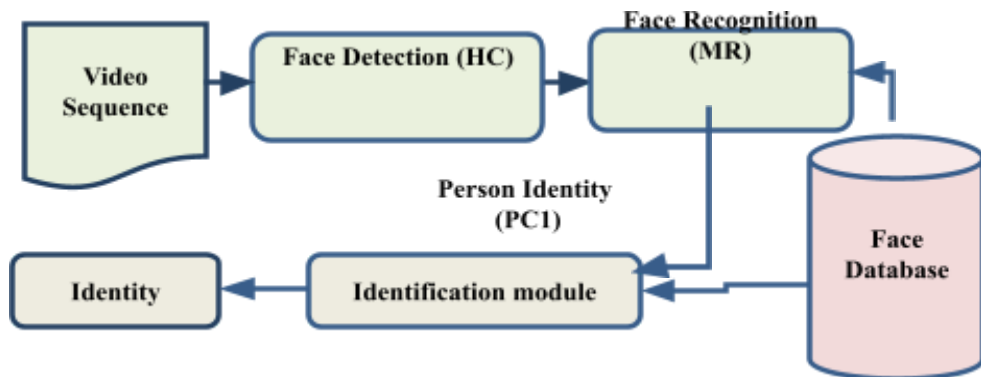 Video
Sequence
Face Detection (HC)
Face Recognition
(MR)
Person Identity
(PC1)
Face
Database
Identification module
Identity